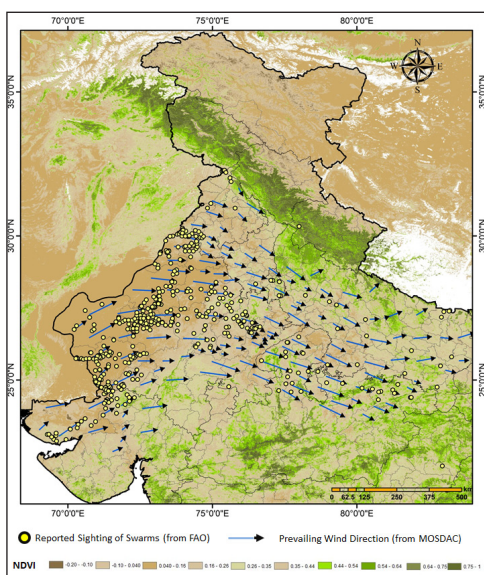 70°0'0"E 75°0'0"E 80°0'0"E
N
W E
S
35°0'0"N 35°0'0"N
30°0'0"N 30°0'0"N
25°0'0"N 25°0'0"N
km
0 62.5 125 250 375 500
70°0'0"E 75°0'0"E 80°0'0"E
Reported Sighting of Swarms (from FAO) Prevailing Wind Direction (from MOSDAC)
NDVI -0.20 - -0.10 -0.10 - 0.040 0.040 - 0.16 0.16 - 0.26 0.26 - 0.35 0.35 - 0.44 0.44 - 0.54 0.54 - 0.64 0.64 - 0.75 0.75 - 1